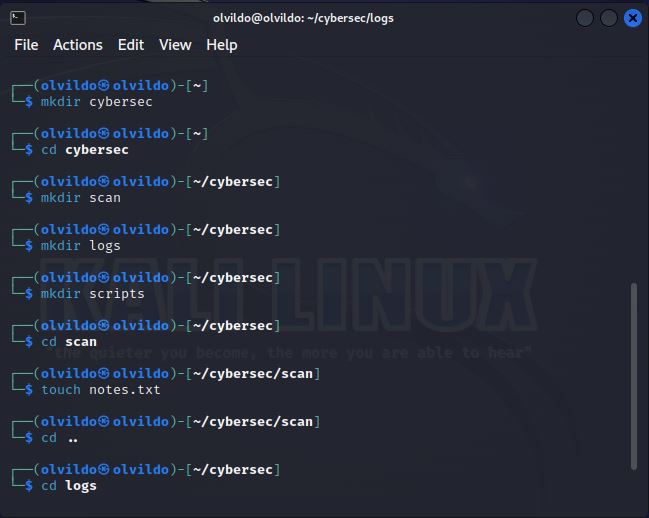 olvildo@olvildo: ~/cybersec/logs
File Actions Edit View Help
┌──(olvildo㉿olvildo)-[~]
└─$ mkdir cybersec
┌──(olvildo㉿olvildo)-[~]
└─$ cd cybersec
┌──(olvildo㉿olvildo)-[~/cybersec]
└─$ mkdir scan
┌──(olvildo㉿olvildo)-[~/cybersec]
└─$ mkdir logs
┌──(olvildo㉿olvildo)-[~/cybersec]
└─$ mkdir scripts
┌──(olvildo㉿olvildo)-[~/cybersec]
└─$ cd scan
┌──(olvildo㉿olvildo)-[~/cybersec/scan]
└─$ touch notes.txt
┌──(olvildo㉿olvildo)-[~/cybersec/scan]
└─$ cd ..
┌──(olvildo㉿olvildo)-[~/cybersec]
└─$ cd logs
KALI LINUX
"the quieter you become, the more you are able to hear"